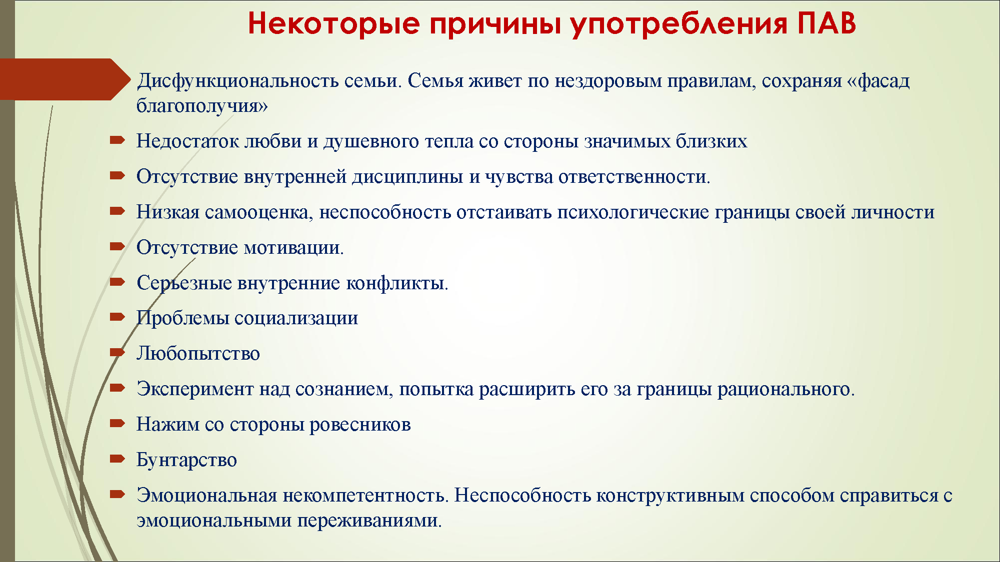 Некоторые причины употребления ПАВ
Дисфункциональность семьи. Семья живет по нездоровым правилам, сохраняя «фасад
благополучия»
Недостаток любви и душевного тепла со стороны значимых близких
Отсутствие внутренней дисциплины и чувства ответственности.
Низкая самооценка, неспособность отстаивать психологические границы своей личности
Отсутствие мотивации.
Серьезные внутренние конфликты.
Проблемы социализации
Любопытство
Эксперимент над сознанием, попытка расширить его за границы рационального.
Нажим со стороны ровесников
Бунтарство
Эмоциональная некомпетентность. Неспособность конструктивным способом справиться с
эмоциональными переживаниями.